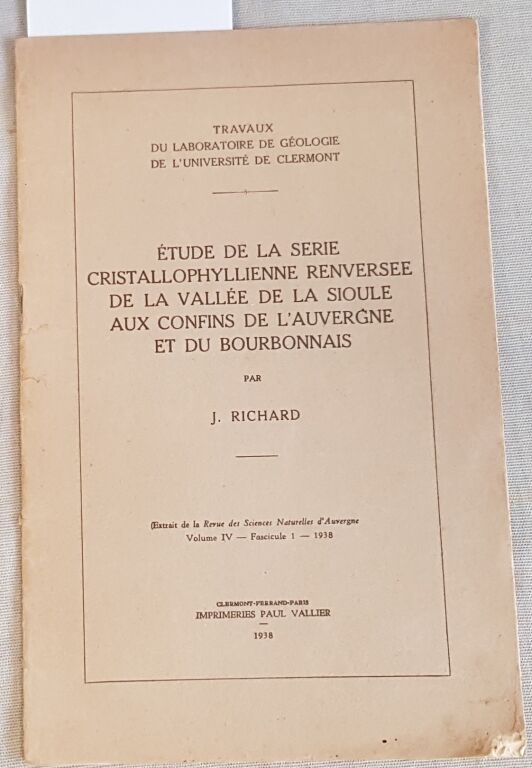 TRAVAUX
DU LABORATOIRE DE GÉOLOGIE
DE L'UNIVERSITÉ DE CLERMONT
ÉTUDE DE LA SERIE
CRISTALLOPHYLLIENNE RENVERSEE
DE LA VALLÉE DE LA SIOULE
AUX CONFINS DE L'AUVERGNE
ET DU BOURBONNAIS
PAR
J. RICHARD
(Extrait de la Revue des Sciences Naturelles d'Auvergne
Volume IV — Fascicule 1 — 1938
CLERMONT-FERRAND-PARIS
IMPRIMERIES PAUL VALLIER
1938